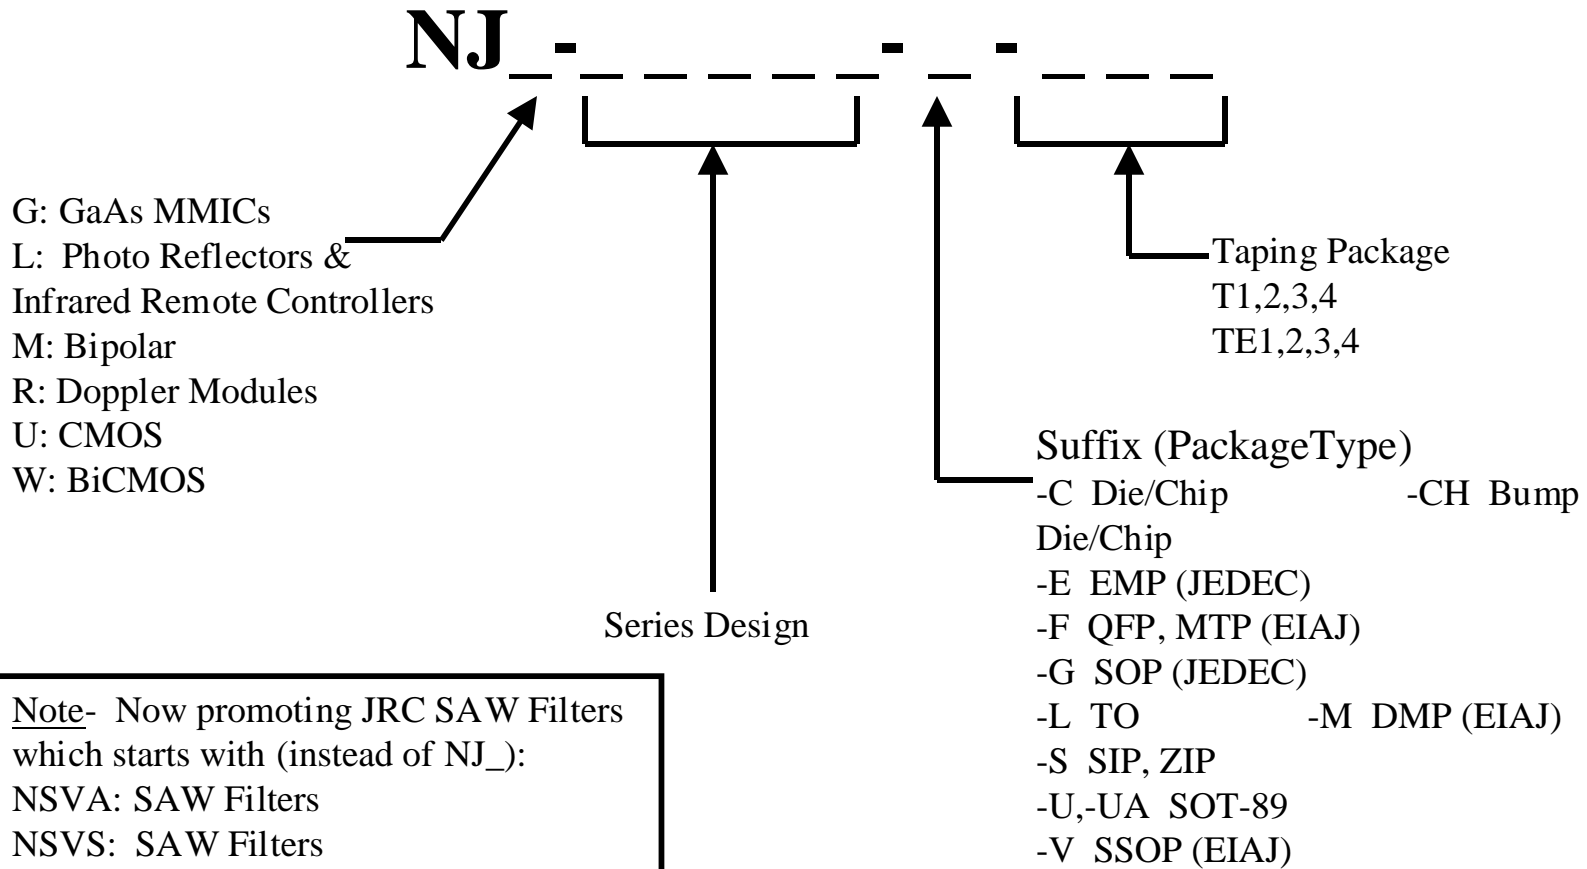 NJ_ - _ _ _ _ _ - _ - _ _ _
G: GaAs MMICs
L: Photo Reflectors &
Infrared Remote Controllers
M: Bipolar
R: Doppler Modules
U: CMOS
W: BiCMOS
Series Design
Taping Package
T1,2,3,4
TE1,2,3,4
Suffix (PackageType)
-C Die/Chip -CH Bump
Die/Chip
-E EMP (JEDEC)
-F QFP, MTP (EIAJ)
-G SOP (JEDEC)
-L TO -M DMP (EIAJ)
-S SIP, ZIP
-U,-UA SOT-89
-V SSOP (EIAJ)
Note- Now promoting JRC SAW Filters
which starts with (instead of NJ_):
NSVA: SAW Filters
NSVS: SAW Filters